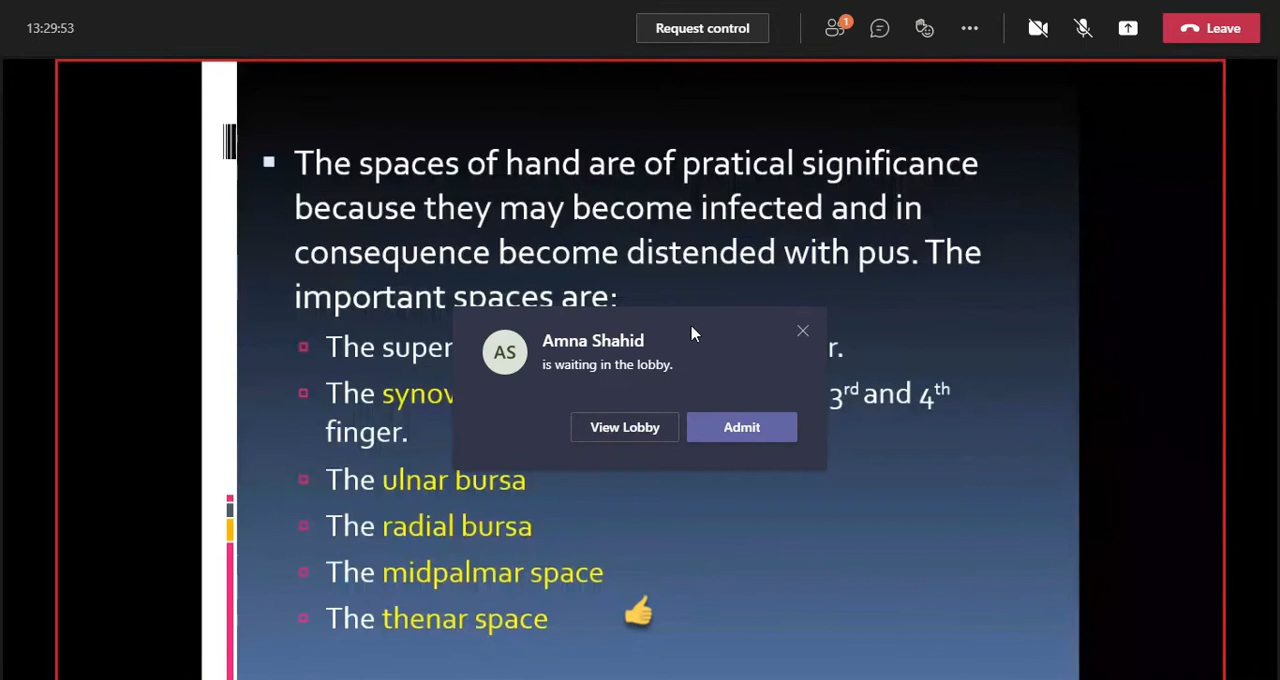 13:29:53
Request control
1
Leave
The spaces of hand are of pratical significance
because they may become infected and in
consequence become distended with pus. The
important spaces are:
The super r.
The synov 3rd and 4th
finger.
The ulnar bursa
The radial bursa
The midpalmar space
The thenar space
AS
Amna Shahid
is waiting in the lobby.
View Lobby
Admit